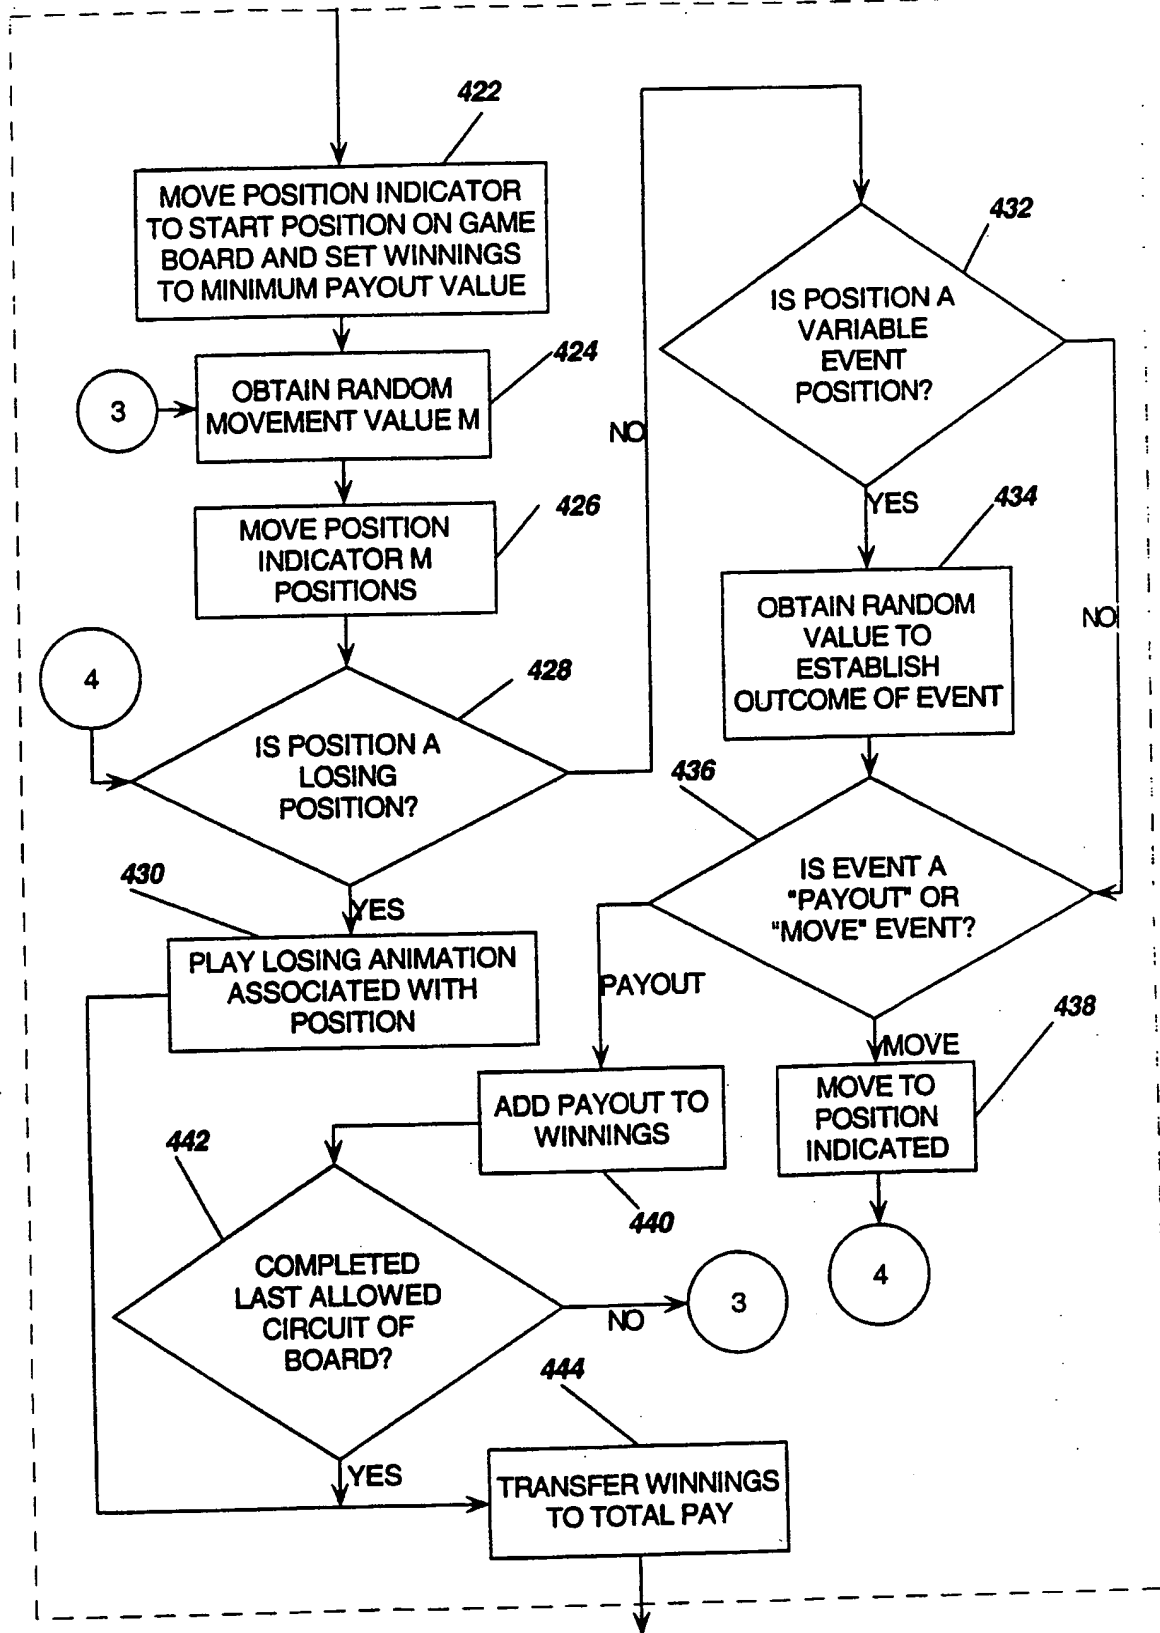 422
MOVE POSITION INDICATOR
TO START POSITION ON GAME
BOARD AND SET WINNINGS
TO MINIMUM PAYOUT VALUE
424
3
OBTAIN RANDOM
MOVEMENT VALUE M
426
MOVE POSITION
INDICATOR M
POSITIONS
4
428
IS POSITION A
LOSING
POSITION?
NO
430
YES
PLAY LOSING ANIMATION
ASSOCIATED WITH
POSITION
432
IS POSITION A
VARIABLE
EVENT
POSITION?
YES
NO
434
OBTAIN RANDOM
VALUE TO
ESTABLISH
OUTCOME OF EVENT
436
IS EVENT A
"PAYOUT" OR
"MOVE" EVENT?
PAYOUT
MOVE
438
MOVE TO
POSITION
INDICATED
4
ADD PAYOUT TO
WINNINGS
440
442
COMPLETED
LAST ALLOWED
CIRCUIT OF
BOARD?
NO
3
YES
444
TRANSFER WINNINGS
TO TOTAL PAY